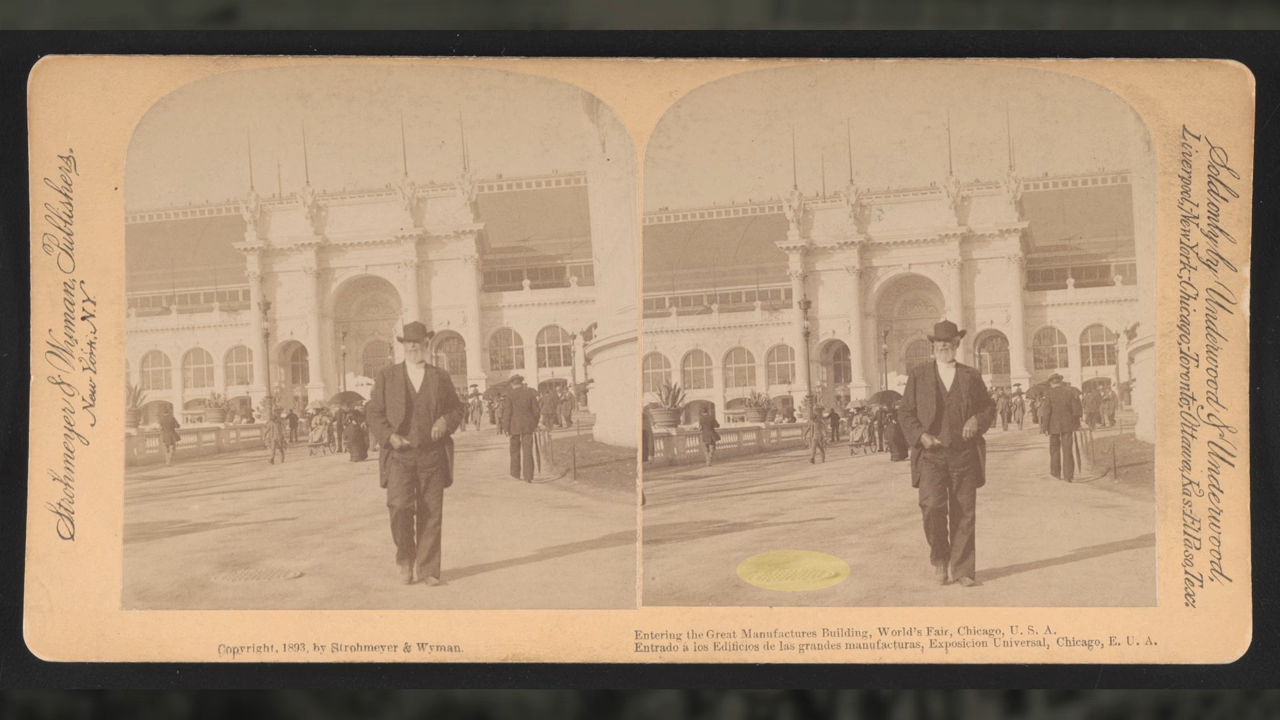 Strohmeyer & Wyman, Publishers.
New York. N.Y.
Copyright, 1893, by Strohmeyer & Wyman.
Entering the Great Manufactures Building, World's Fair, Chicago, U. S. A.
Entrado à los Edificios de las grandes manufacturas, Exposicion Universal, Chicago, E. U. A.
Sold only by Underwood & Underwood,
Liverpool, New York, Chicago, Toronto, Ottawa, Kas.-El Paso, Tex: